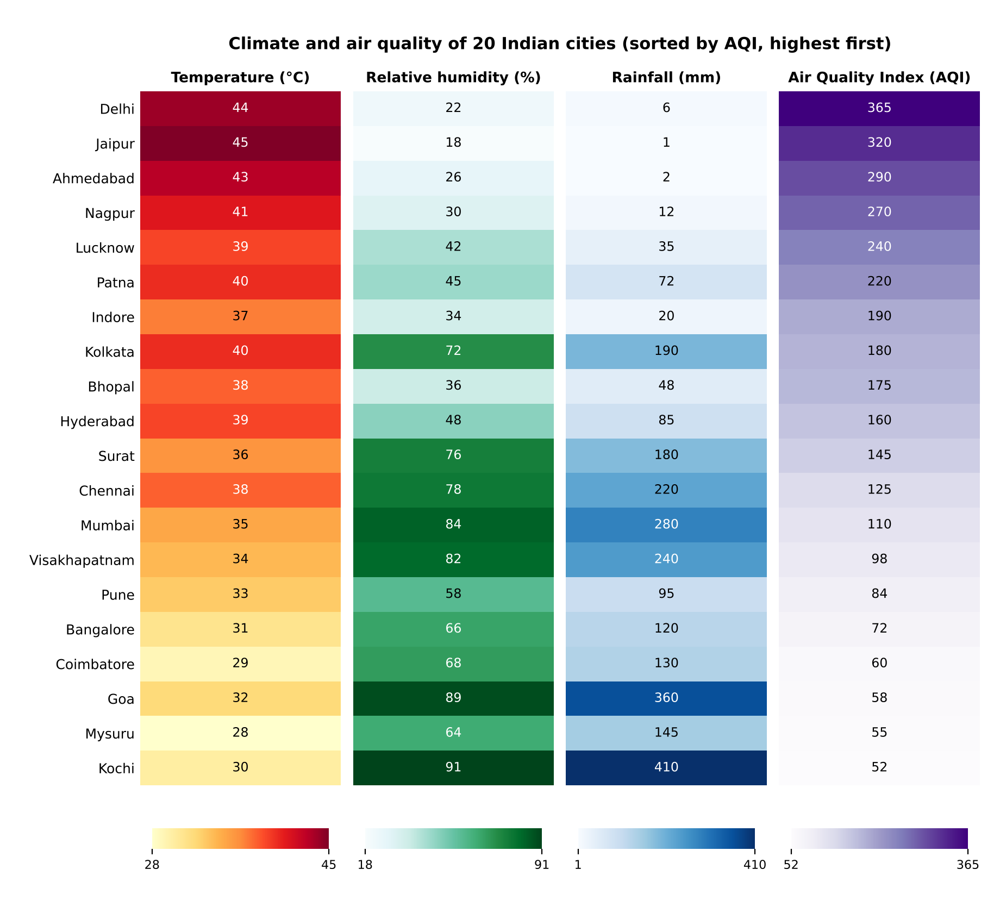 Climate and air quality of 20 Indian cities (sorted by AQI, highest first)
Temperature (°C) Relative humidity (%) Rainfall (mm) Air Quality Index (AQI)
Delhi 44 22 6 365
Jaipur 45 18 1 320
Ahmedabad 43 26 2 290
Nagpur 41 30 12 270
Lucknow 39 42 35 240
Patna 40 45 72 220
Indore 37 34 20 190
Kolkata 40 72 190 180
Bhopal 38 36 48 175
Hyderabad 39 48 85 160
Surat 36 76 180 145
Chennai 38 78 220 125
Mumbai 35 84 280 110
Visakhapatnam 34 82 240 98
Pune 33 58 95 84
Bangalore 31 66 120 72
Coimbatore 29 68 130 60
Goa 32 89 360 58
Mysuru 28 64 145 55
Kochi 30 91 410 52
28 45 18 91 1 410 52 365